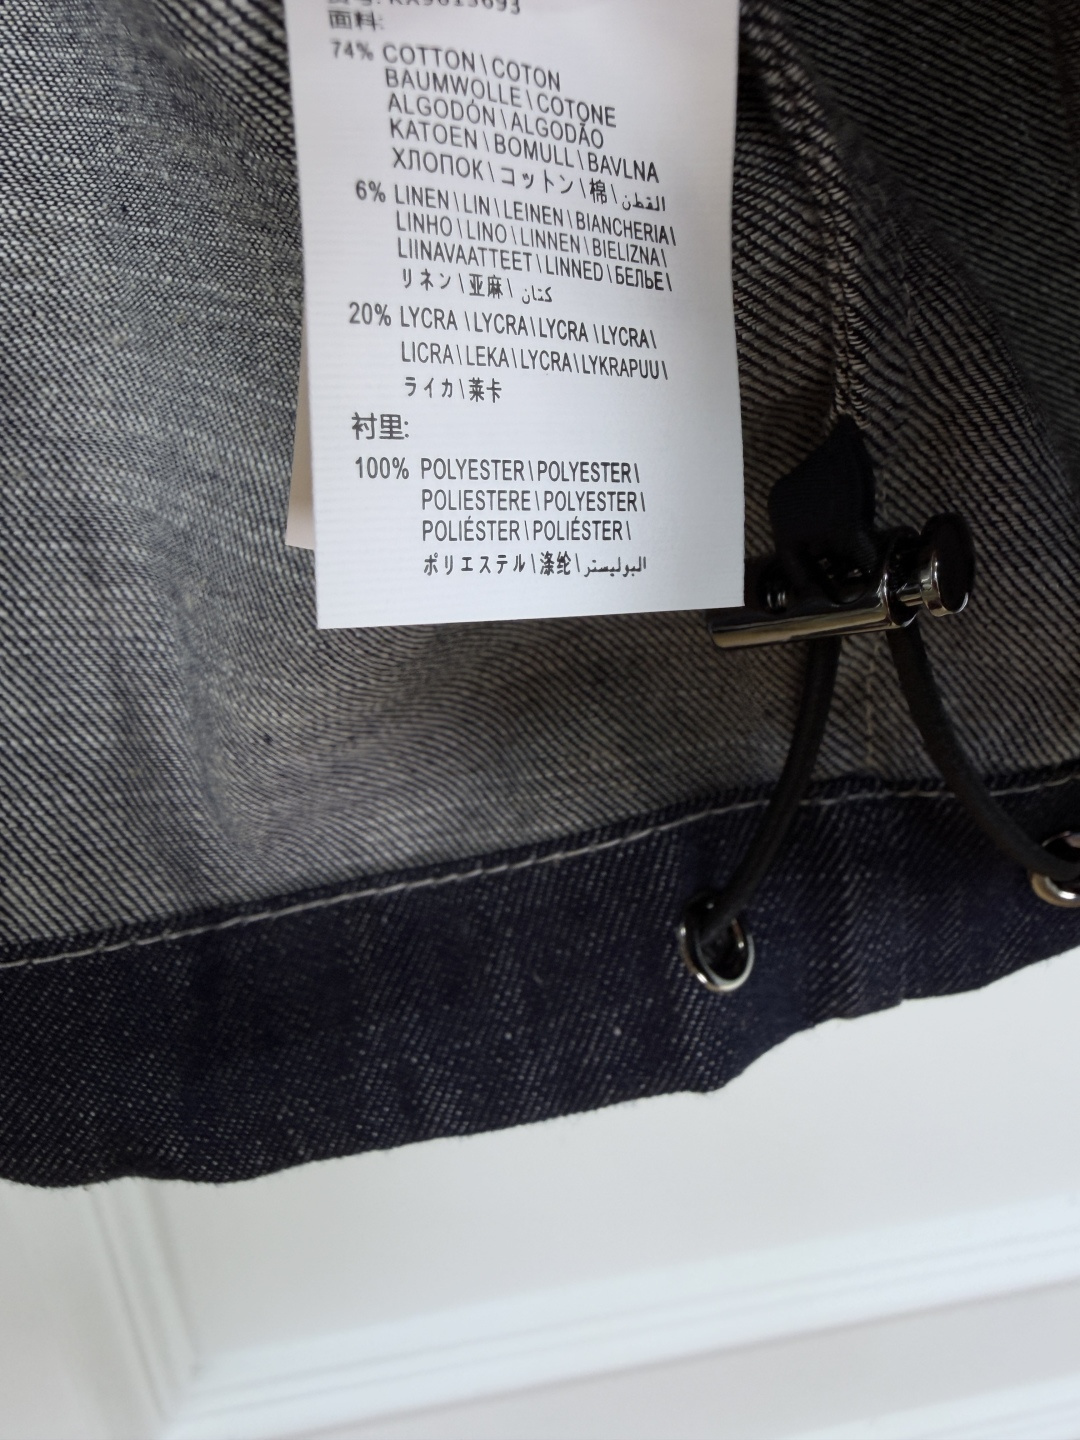 面料:
74% COTTON\COTON
BAUMWOLLE\COTONE
ALGODÓN\ALGODÃO
KATOEN\BOMULL\BAVLNA
ХЛОПОК\コットン\棉\القطن
6% LINEN\LIN\LEINEN\BIANCHERIA\
LINHO\LINO\LINNEN\BIELIZNA\
LIINAVAATTEET\LINNED\БЕЛЬЕ\
リネン\亚麻\كتان
20% LYCRA \LYCRA\LYCRA \LYCRA\
LICRA\LEKA\LYCRA\LYKRAPUU\
ライカ\莱卡
衬里:
100% POLYESTER\POLYESTER\
POLIESTERE\POLYESTER\
POLIÉSTER\POLIÉSTER\
ポリエステル\涤纶\البوليستر